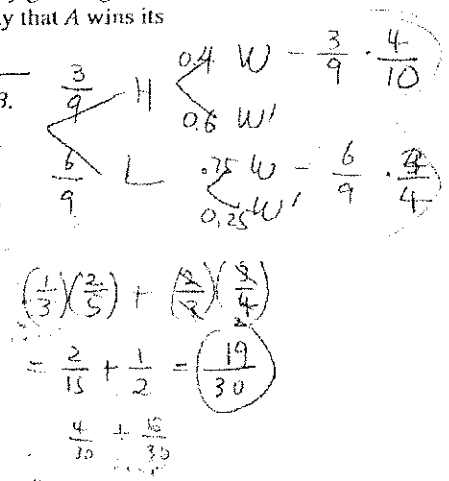 y that A wins its
3/9 H 0.4 W - 3/9 · 4/10
0.6 W'
6/9 L .75 W - 6/9 · 3/4
0.25 W'
(1/3)(2/5) + (2/3)(3/4)
= 2/15 + 1/2 = 19/30
4/30 + 15/30